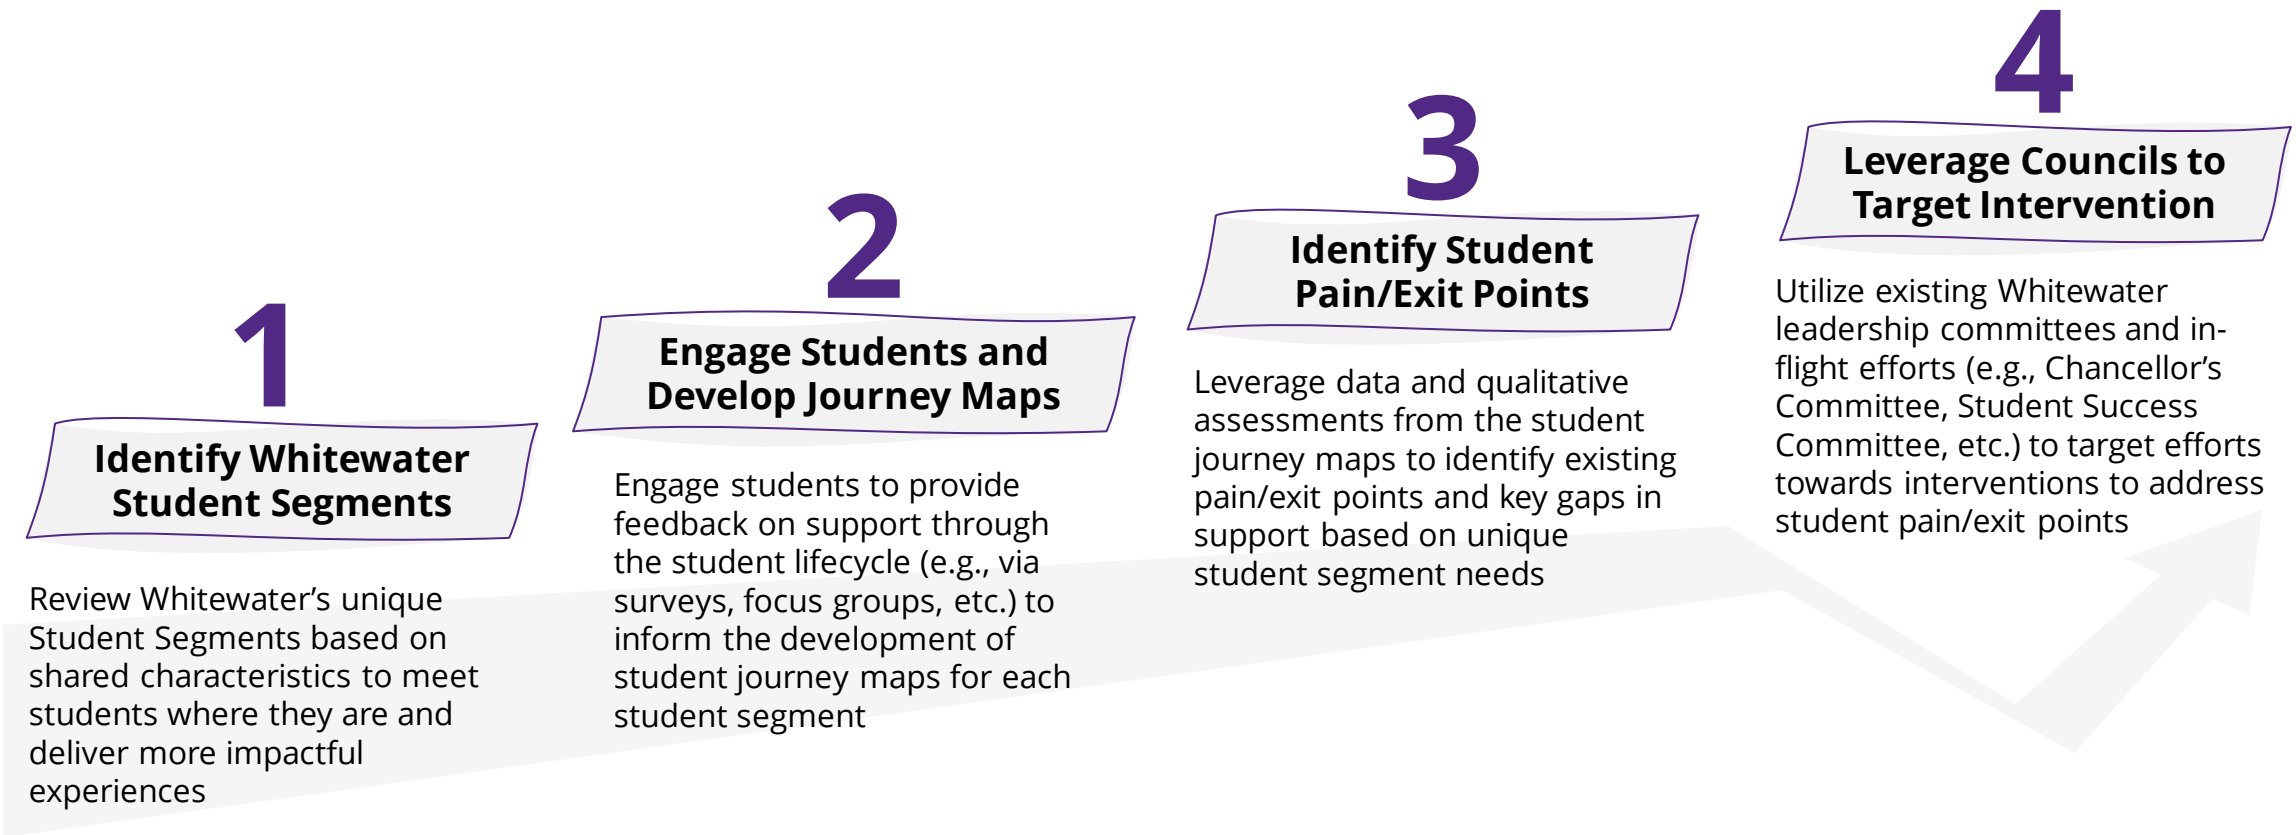 1
Identify Whitewater
Student Segments
Review Whitewater’s unique
Student Segments based on
shared characteristics to meet
students where they are and
deliver more impactful
experiences
2
Engage Students and
Develop Journey Maps
Engage students to provide
feedback on support through
the student lifecycle (e.g., via
surveys, focus groups, etc.) to
inform the development of
student journey maps for each
student segment
3
Identify Student
Pain/Exit Points
Leverage data and qualitative
assessments from the student
journey maps to identify existing
pain/exit points and key gaps in
support based on unique
student segment needs
4
Leverage Councils to
Target Intervention
Utilize existing Whitewater
leadership committees and in-
flight efforts (e.g., Chancellor’s
Committee, Student Success
Committee, etc.) to target efforts
towards interventions to address
student pain/exit points